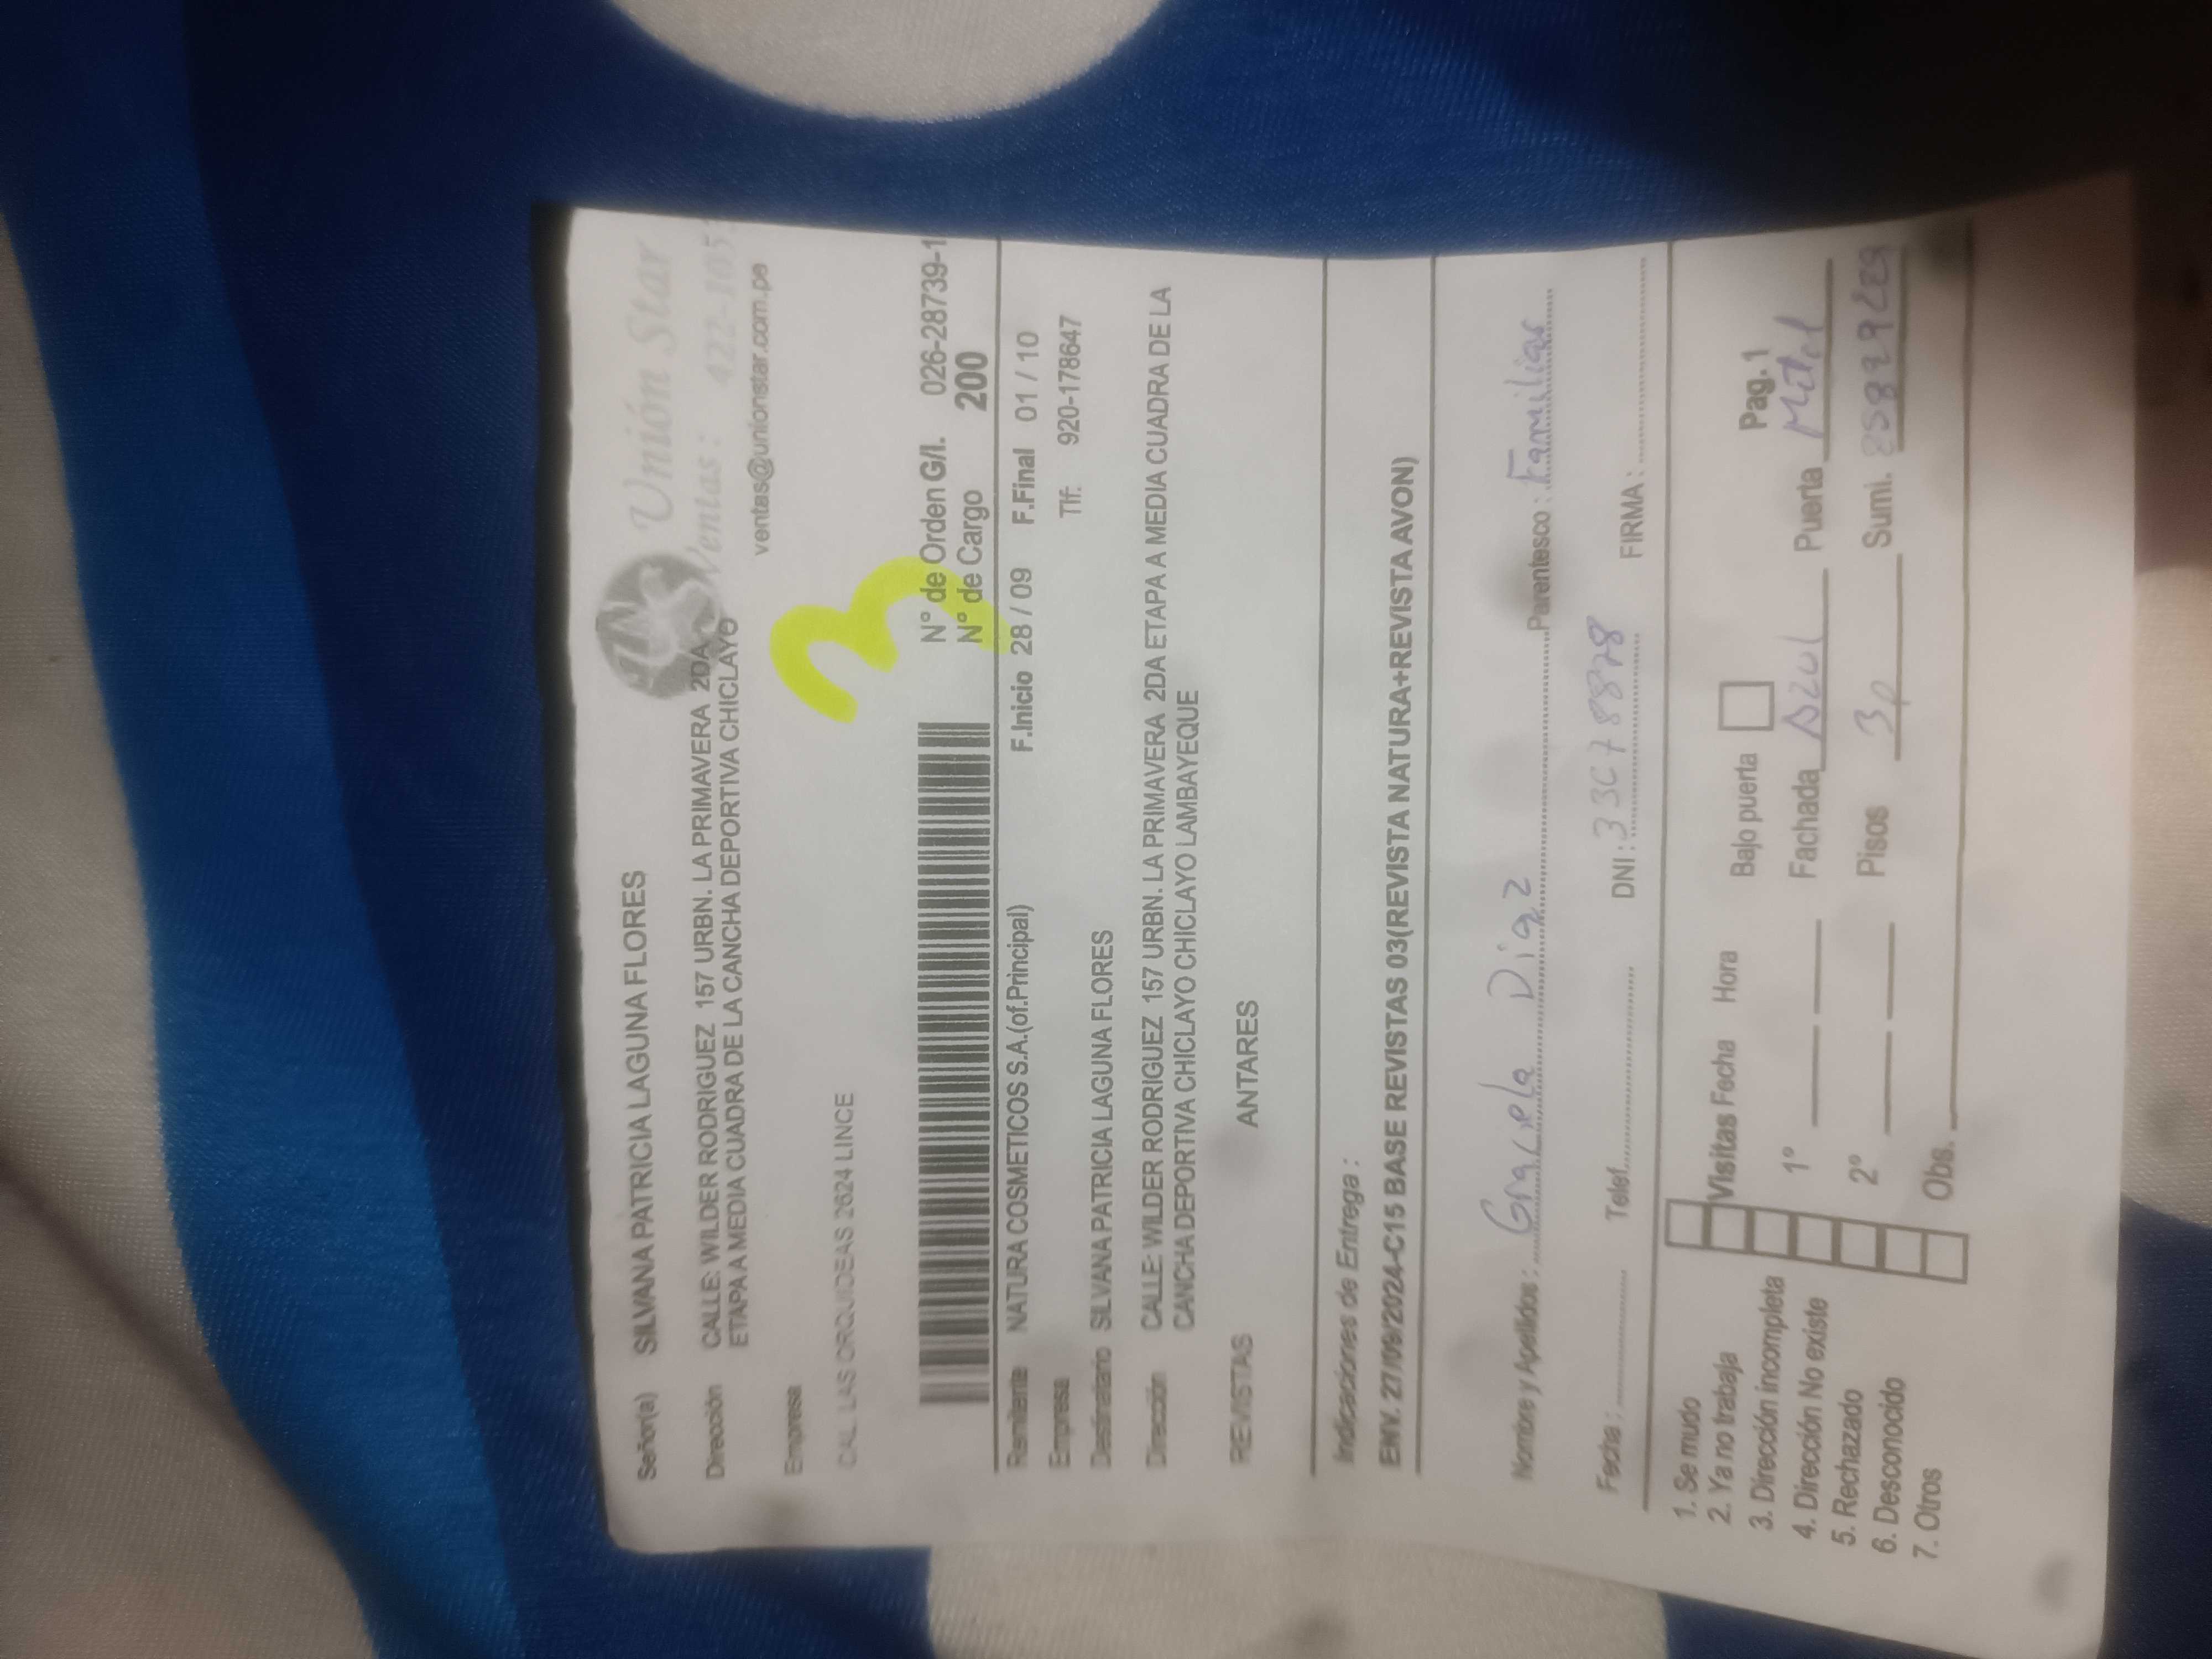 Unión Star
Señor(a) SILVANA PATRICIA LAGUNA FLORES
Ventas : 422-105
Dirección CALLE: WILDER RODRIGUEZ 157 URBN. LA PRIMAVERA 2DA
ETAPA A MEDIA CUADRA DE LA CANCHA DEPORTIVA CHICLAYO
ventas@unionstar.com.pe
Empresa
CAL LAS ORQUIDEAS 2624 LINCE
3
N° de Orden G/I. 026-28739-1
N° de Cargo 200
Remitente NATURA COSMETICOS S.A.(of.Principal) F.Inicio 28 / 09 F.Final 01 / 10
Empresa Tlf: 920-178647
Destinatario SILVANA PATRICIA LAGUNA FLORES
Dirección CALLE: WILDER RODRIGUEZ 157 URBN. LA PRIMAVERA 2DA ETAPA A MEDIA CUADRA DE LA
CANCHA DEPORTIVA CHICLAYO CHICLAYO LAMBAYEQUE
REVISTAS ANTARES
Indicaciones de Entrega :
ENV. 27/09/2024-C15 BASE REVISTAS 03(REVISTA NATURA+REVISTA AVON)
Nombre y Apellidos : Graciela Diaz Parentesco : Familiar
Fecha : Telef. DNI : FIRMA :
1. Se mudo
2. Ya no trabaja
3. Dirección incompleta
4. Dirección No existe
5. Rechazado
6. Desconocido
7. Otros
Visitas Fecha Hora Bajo puerta Pag. 1
1° Fachada Azul Puerta Metal
2° Pisos 3p Sumi.
Obs.